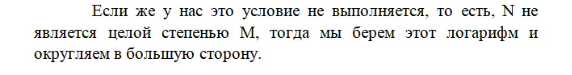 Если же у нас это условие не выполняется, то есть, N не
является целой степенью M, тогда мы берем этот логарифм и
округляем в большую сторону.